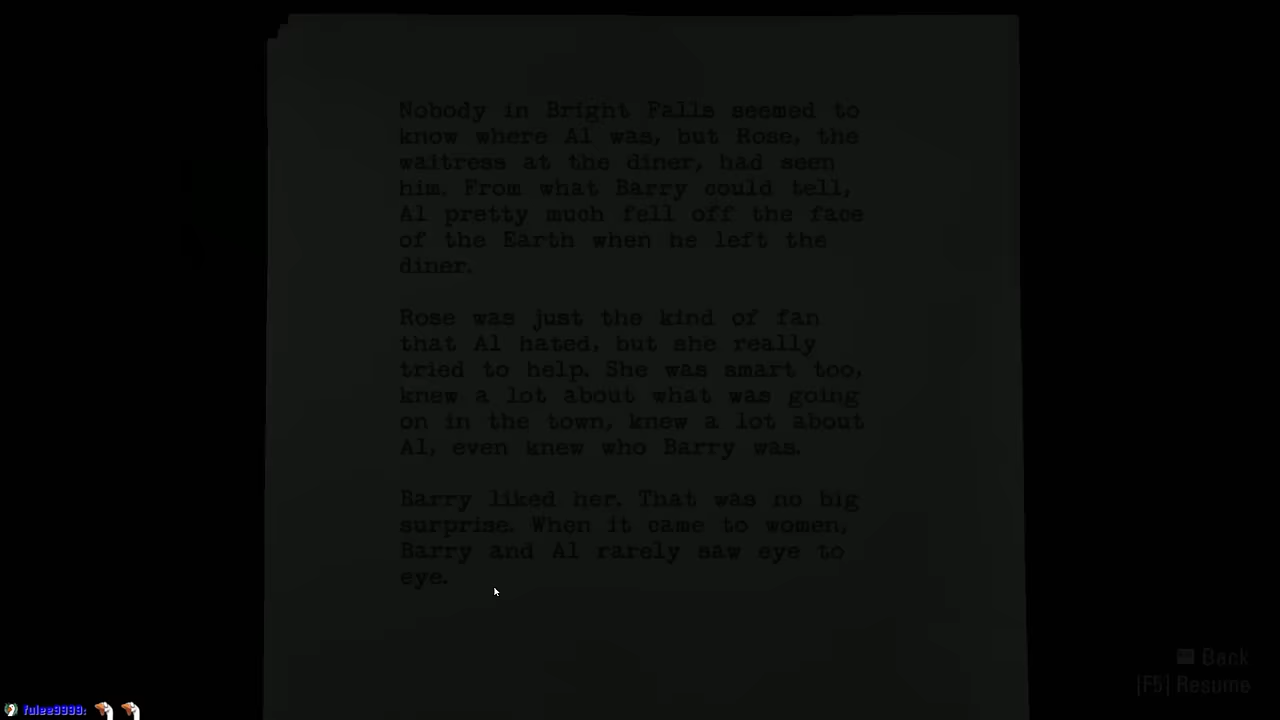 Nobody in Bright Falls seemed to
know where Al was, but Rose, the
waitress at the diner, had seen
him. From what Barry could tell,
Al pretty much fell off the face
of the Earth when he left the
diner.
Rose was just the kind of fan
that Al hated, but she really
tried to help. She was smart too,
knew a lot about what was going
on in the town, knew a lot about
Al, even knew who Barry was.
Barry liked her. That was no big
surprise. When it came to women,
Barry and Al rarely saw eye to
eye.
Back
[F5] Resume
fulee9999: